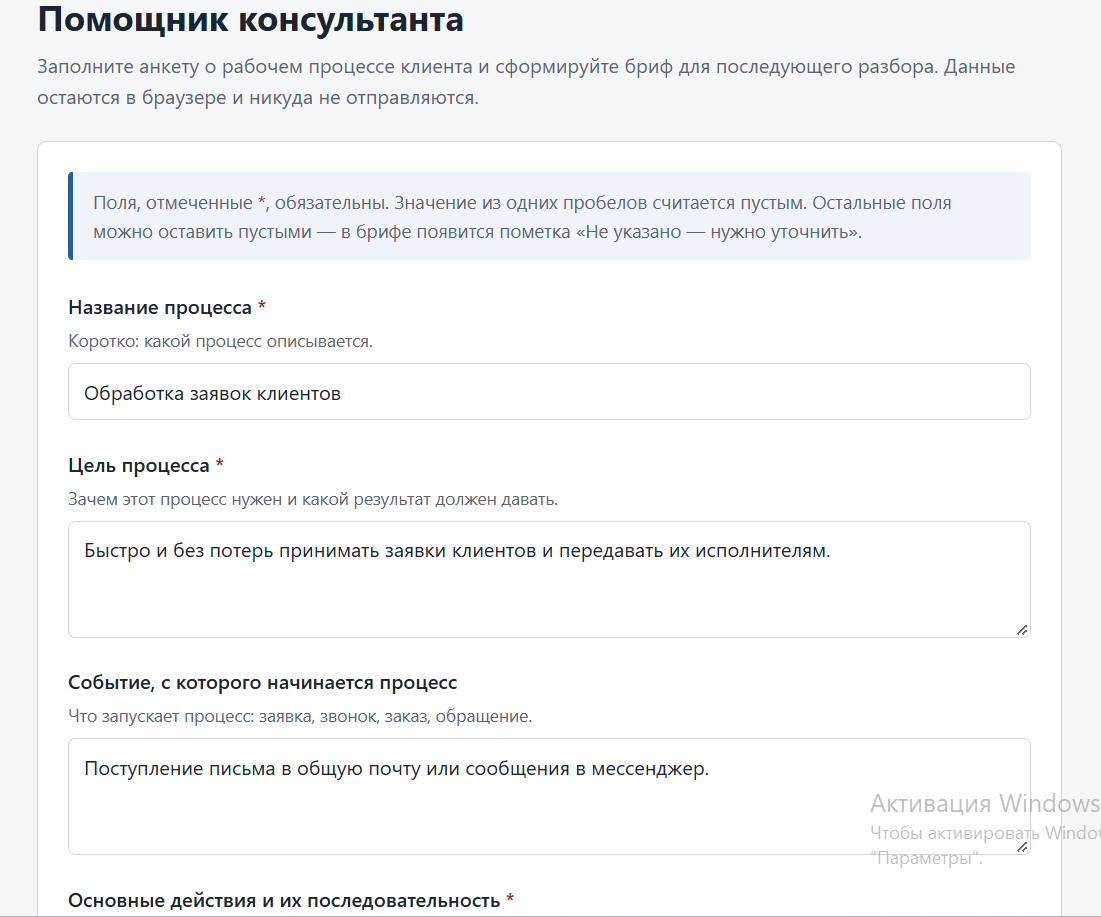 Помощник консультанта
Заполните анкету о рабочем процессе клиента и сформируйте бриф для последующего разбора. Данные
остаются в браузере и никуда не отправляются.
Поля, отмеченные *, обязательны. Значение из одних пробелов считается пустым. Остальные поля
можно оставить пустыми — в брифе появится пометка «Не указано — нужно уточнить».
Название процесса *
Коротко: какой процесс описывается.
Обработка заявок клиентов
Цель процесса *
Зачем этот процесс нужен и какой результат должен давать.
Быстро и без потерь принимать заявки клиентов и передавать их исполнителям.
Событие, с которого начинается процесс
Что запускает процесс: заявка, звонок, заказ, обращение.
Поступление письма в общую почту или сообщения в мессенджер.
Активация Windows
Чтобы активировать Windo
"Параметры".
Основные действия и их последовательность *